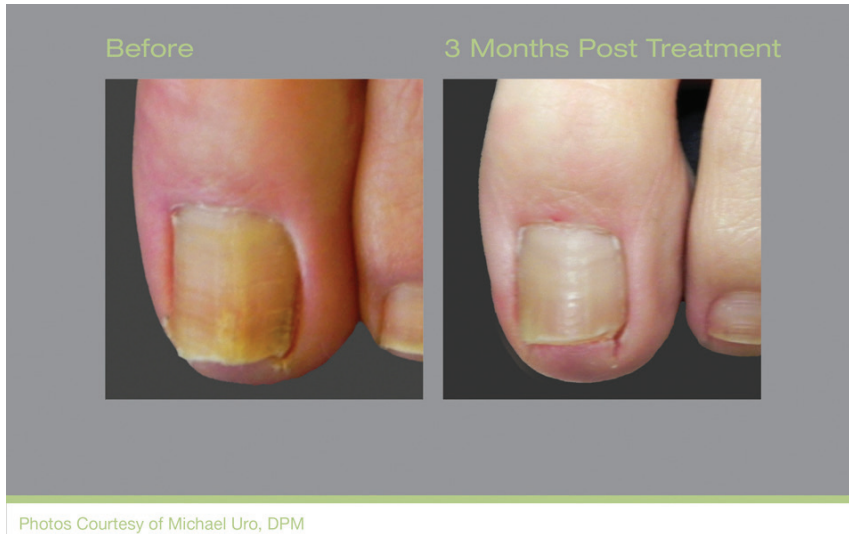 Before
3 Months Post Treatment
Photos Courtesy of Michael Uro, DPM